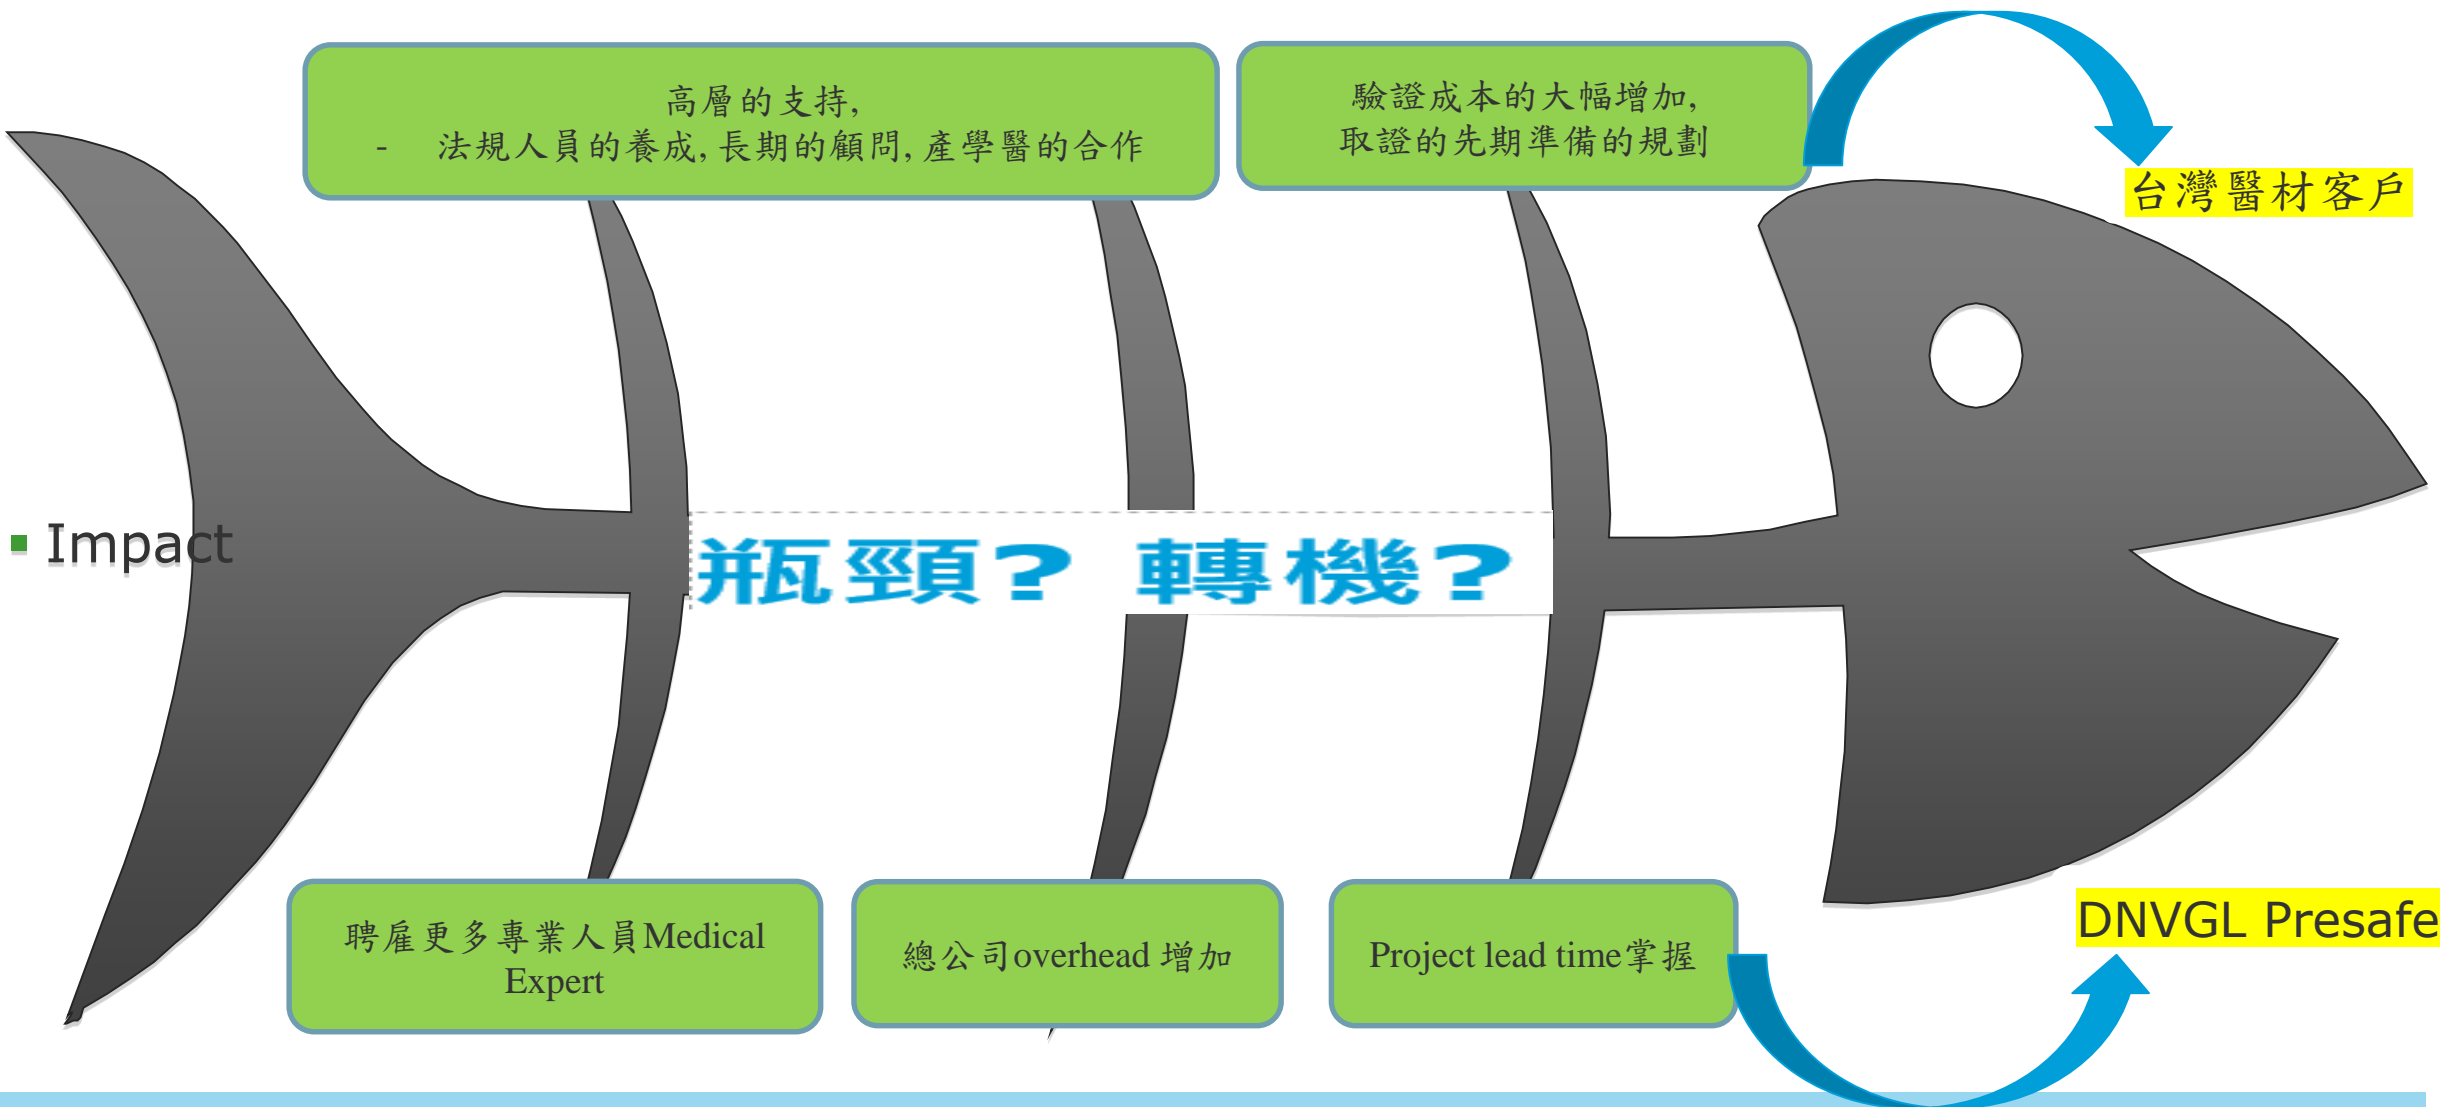 高層的支持,
- 法規人員的養成, 長期的顧問, 產學醫的合作
驗證成本的大幅增加,
取證的先期準備的規劃
台灣醫材客戶
Impact
瓶頸? 轉機?
聘雇更多專業人員Medical
Expert
總公司overhead 增加
Project lead time掌握
DNVGL Presafe